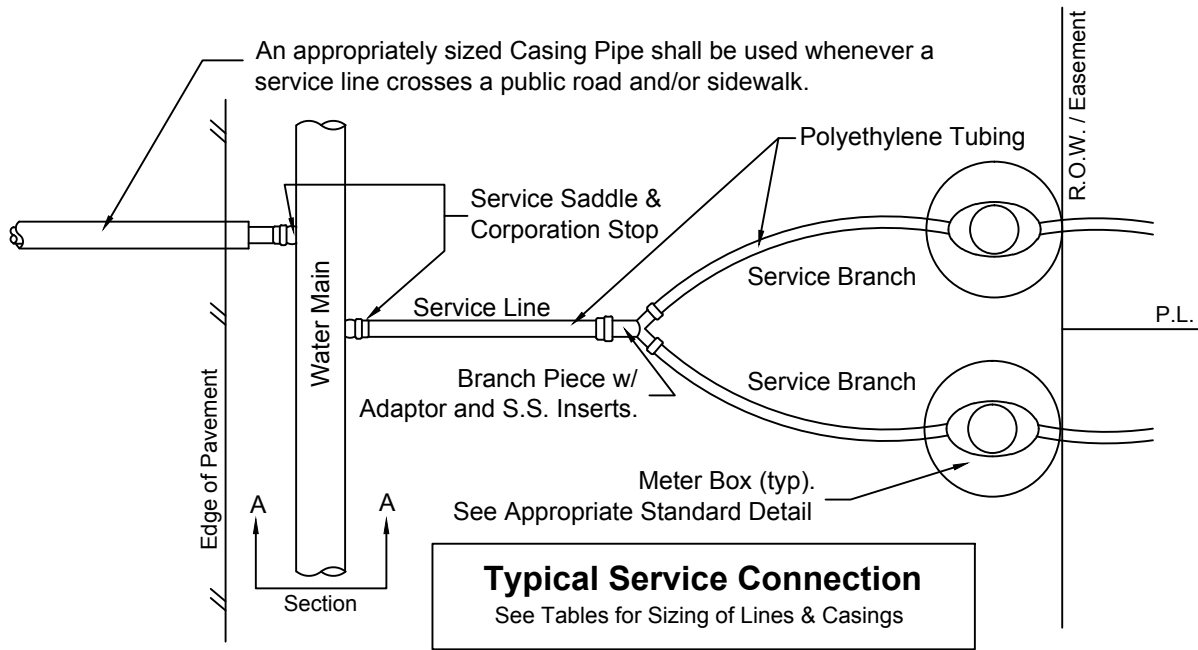 An appropriately sized Casing Pipe shall be used whenever a
service line crosses a public road and/or sidewalk.
R.O.W. / Easement
Polyethylene Tubing
Service Saddle &
Corporation Stop
Water Main
Service Line
Service Branch
P.L.
Branch Piece w/
Adaptor and S.S. Inserts.
Service Branch
Edge of Pavement
Meter Box (typ).
See Appropriate Standard Detail
A
A
Section
Typical Service Connection
See Tables for Sizing of Lines & Casings